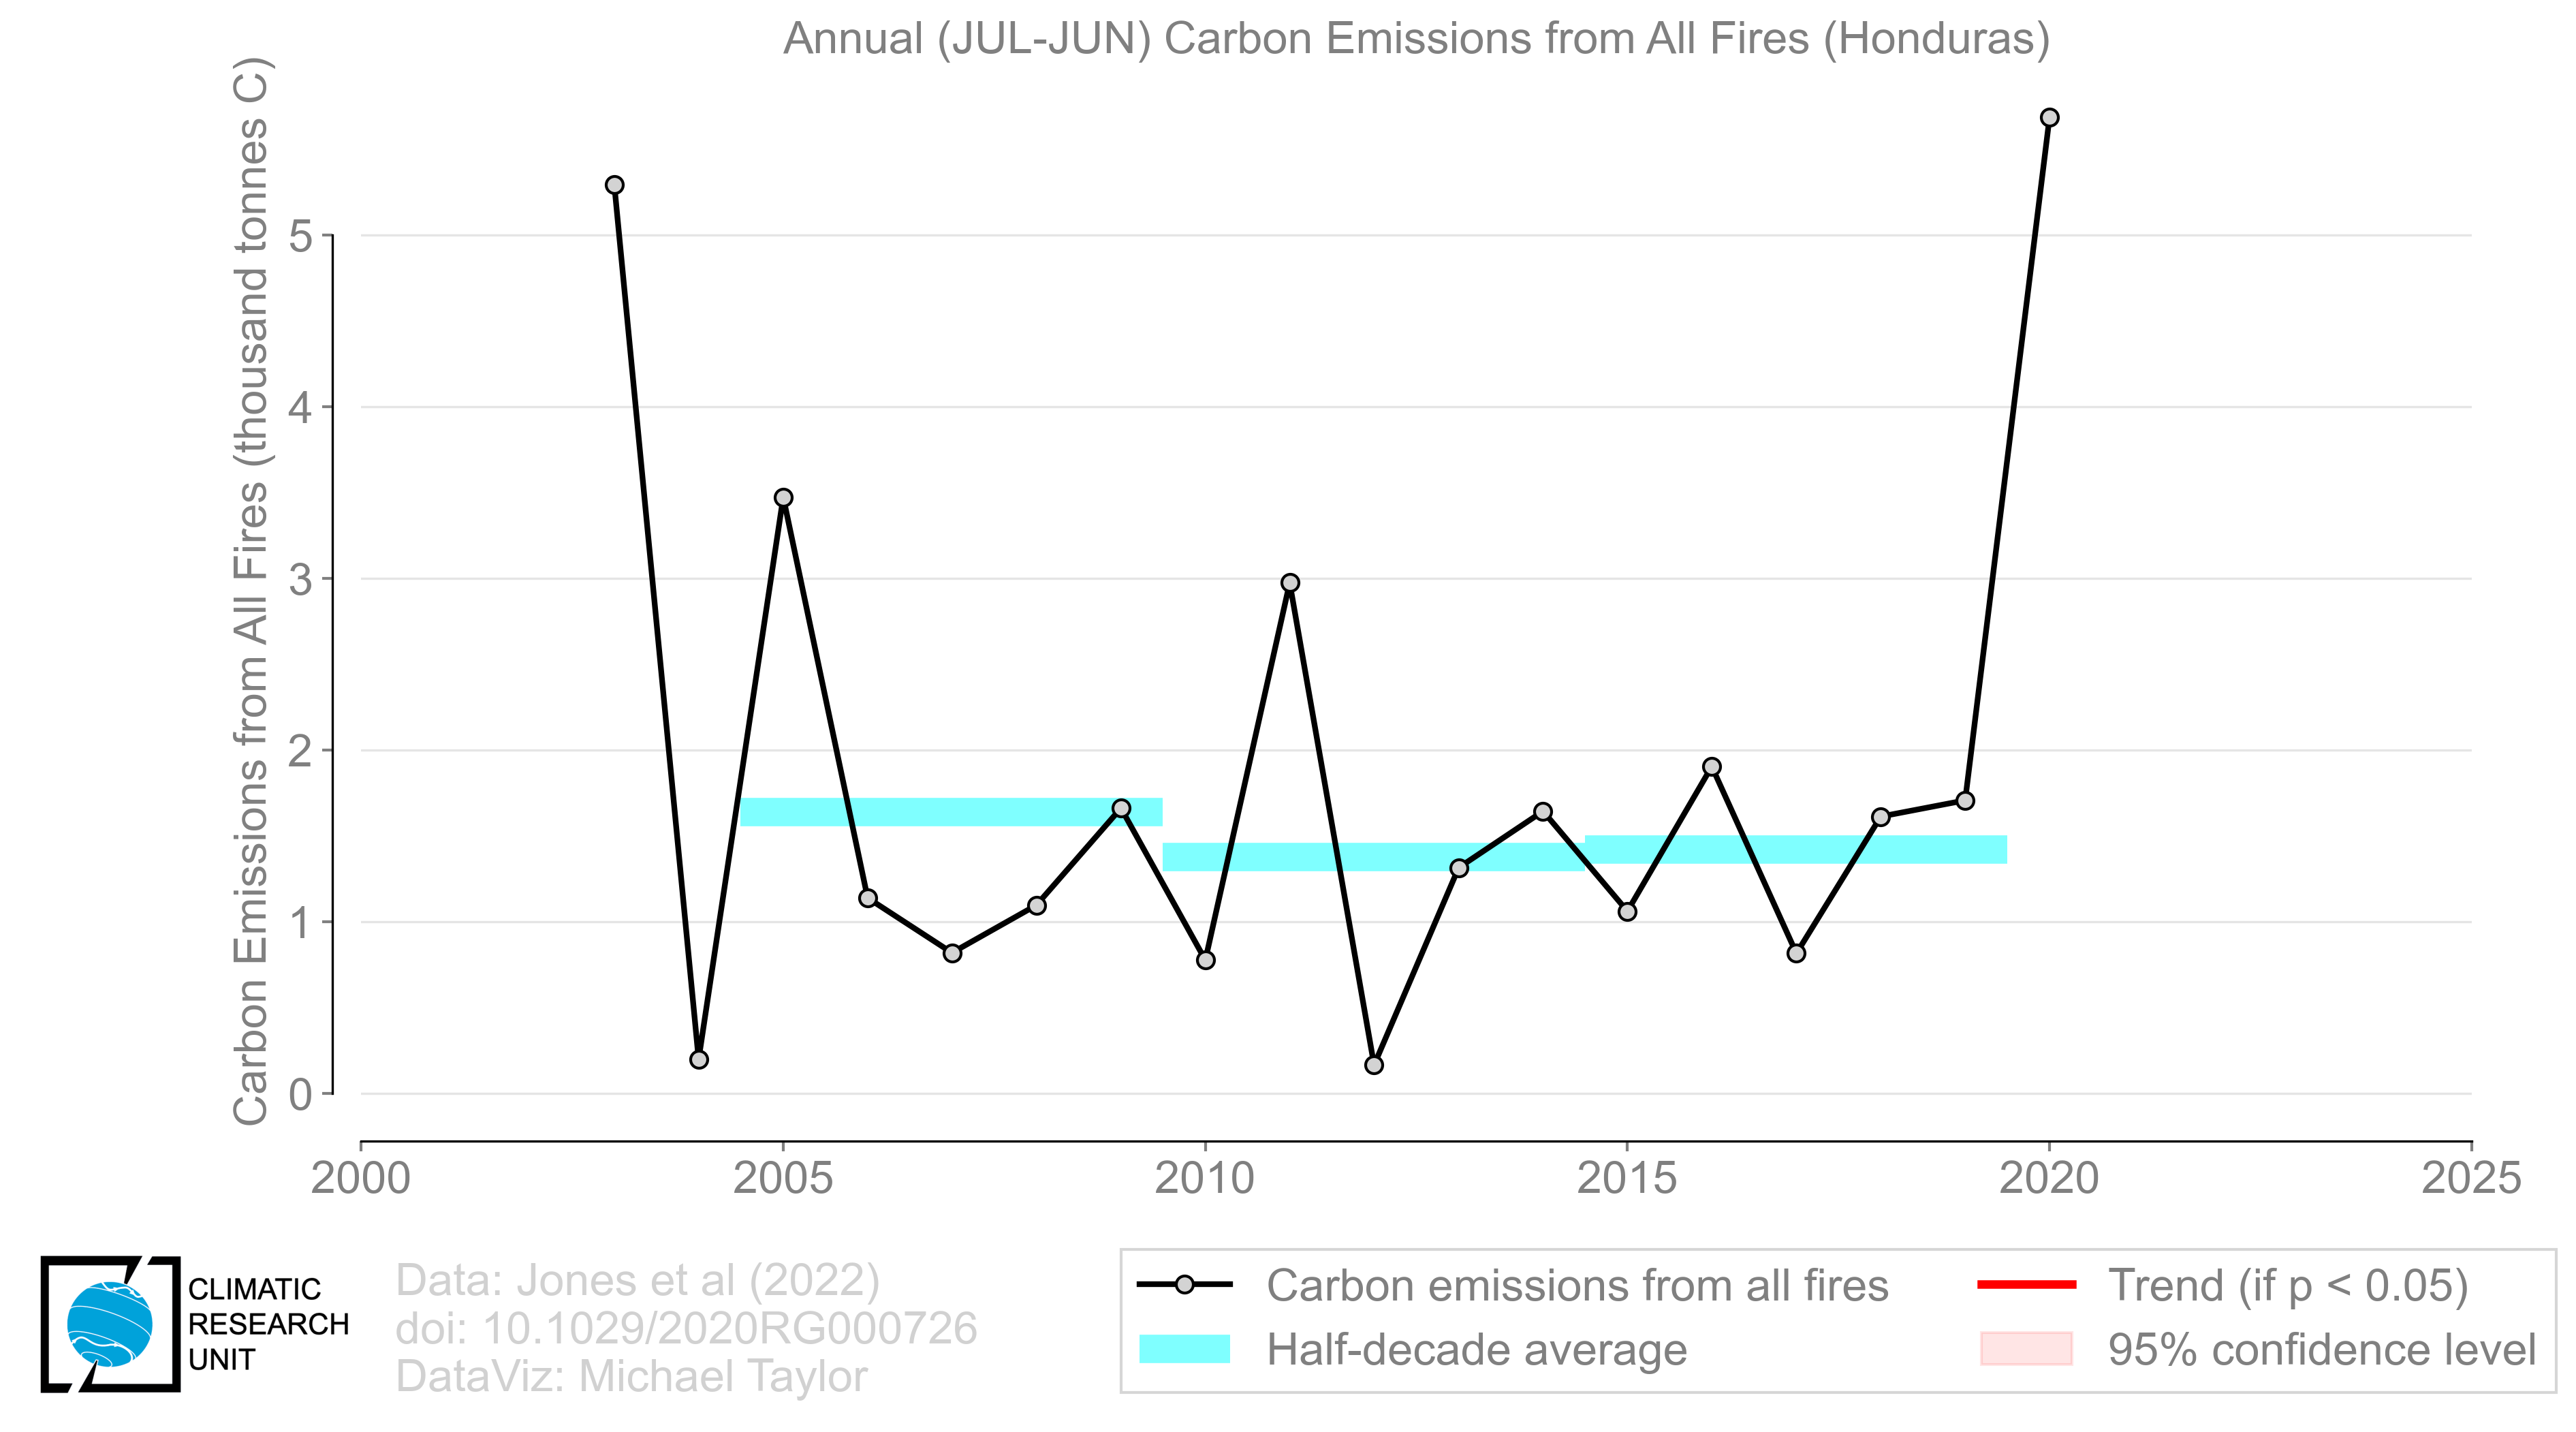 Annual (JUL-JUN) Carbon Emissions from All Fires (Honduras)
Carbon Emissions from All Fires (thousand tonnes C)
5
4
3
2
1
0
2000 2005 2010 2015 2020 2025
CLIMATIC
RESEARCH
UNIT
Data: Jones et al (2022)
doi: 10.1029/2020RG000726
DataViz: Michael Taylor
Carbon emissions from all fires
Half-decade average
Trend (if p < 0.05)
95% confidence level